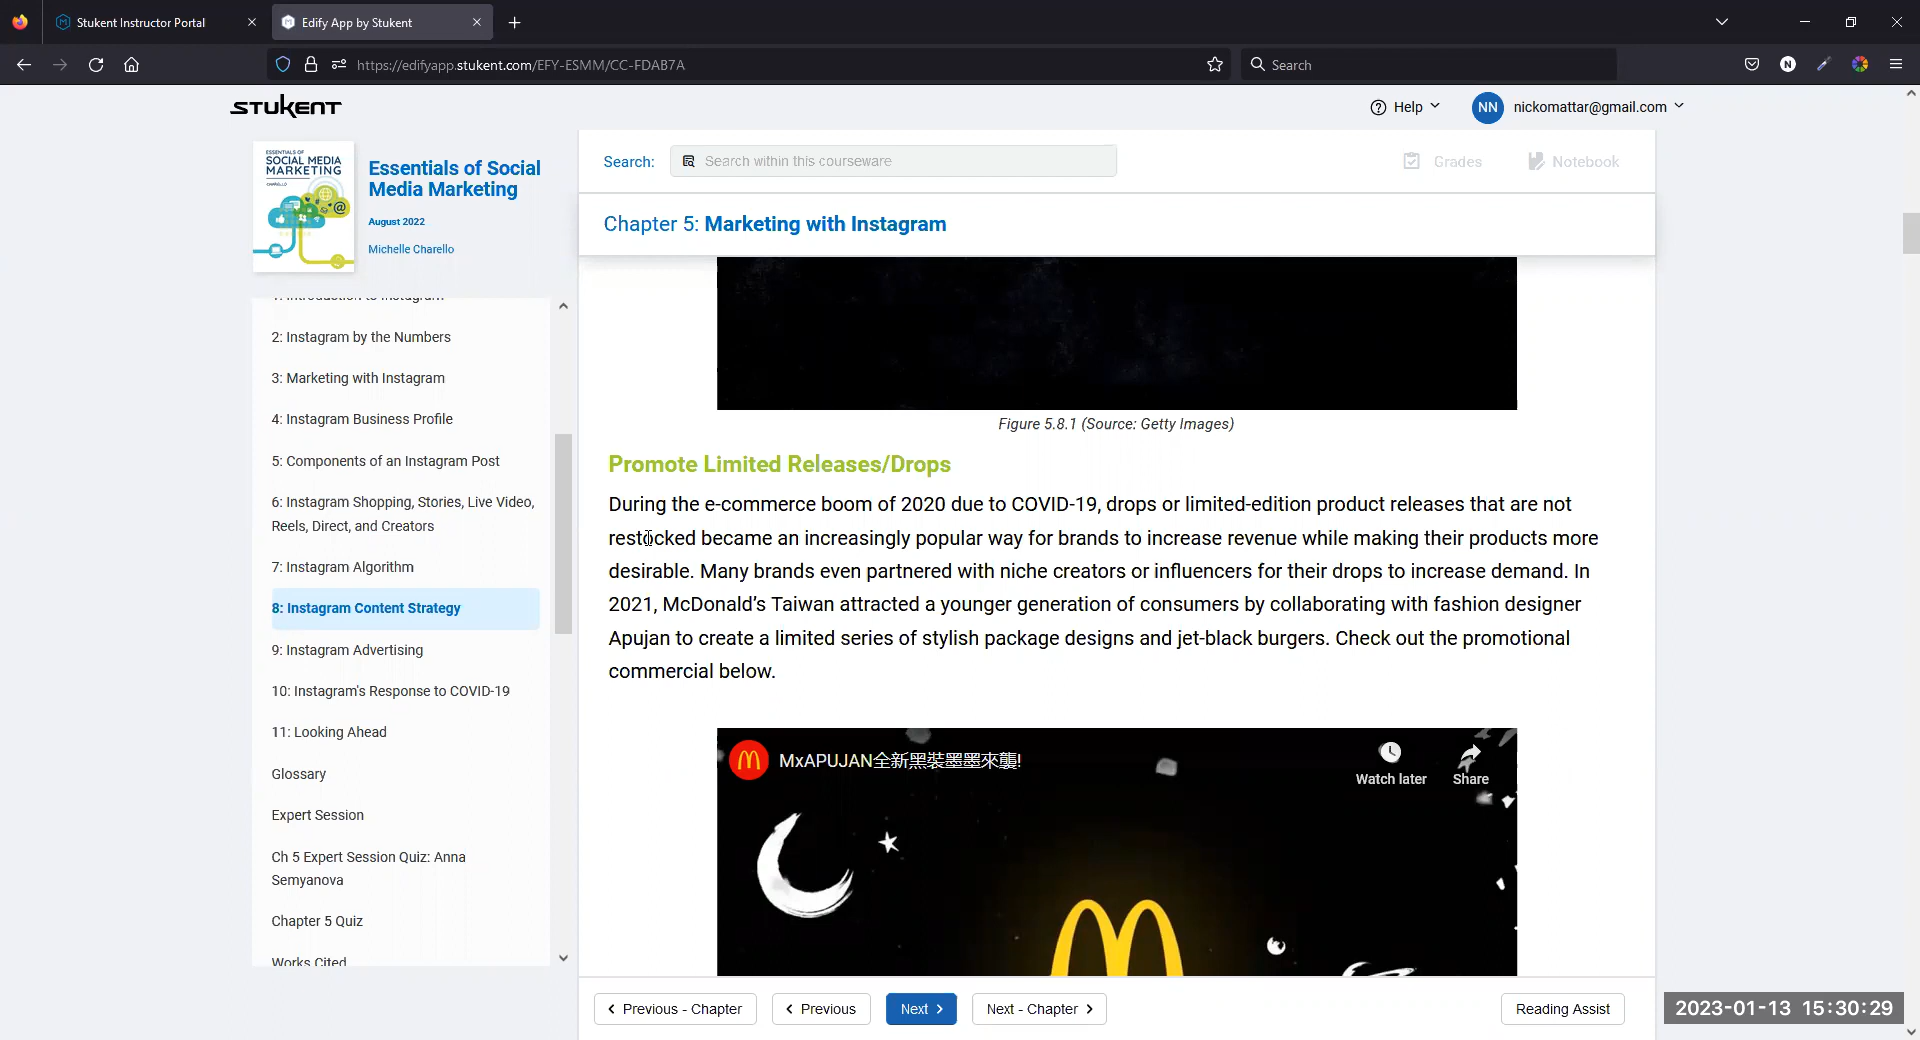 Stukent Instructor Portal
Edify App by Stukent
https://edifyapp.stukent.com/EFY-ESMM/CC-FDAB7A
Search
N
STUKENT
Help
NN
nickomattar@gmail.com
ESSENTIALS OF
SOCIAL MEDIA
MARKETING
CHARELLO
Essentials of Social
Media Marketing
August 2022
Michelle Charello
Search:
Search within this courseware
Grades
Notebook
Chapter 5: Marketing with Instagram
1: Introduction to Instagram
2: Instagram by the Numbers
3: Marketing with Instagram
4: Instagram Business Profile
5: Components of an Instagram Post
6: Instagram Shopping, Stories, Live Video,
Reels, Direct, and Creators
7: Instagram Algorithm
8: Instagram Content Strategy
9: Instagram Advertising
10: Instagram's Response to COVID-19
11: Looking Ahead
Glossary
Expert Session
Ch 5 Expert Session Quiz: Anna
Semyanova
Chapter 5 Quiz
Works Cited
Figure 5.8.1 (Source: Getty Images)
Promote Limited Releases/Drops
During the e-commerce boom of 2020 due to COVID-19, drops or limited-edition product releases that are not
restocked became an increasingly popular way for brands to increase revenue while making their products more
desirable. Many brands even partnered with niche creators or influencers for their drops to increase demand. In
2021, McDonald's Taiwan attracted a younger generation of consumers by collaborating with fashion designer
Apujan to create a limited series of stylish package designs and jet-black burgers. Check out the promotional
commercial below.
MxAPUJAN全新黑裝墨墨來襲!
Watch later
Share
Previous - Chapter
Previous
Next
Next - Chapter
Reading Assist
2023-01-13 15:30:29